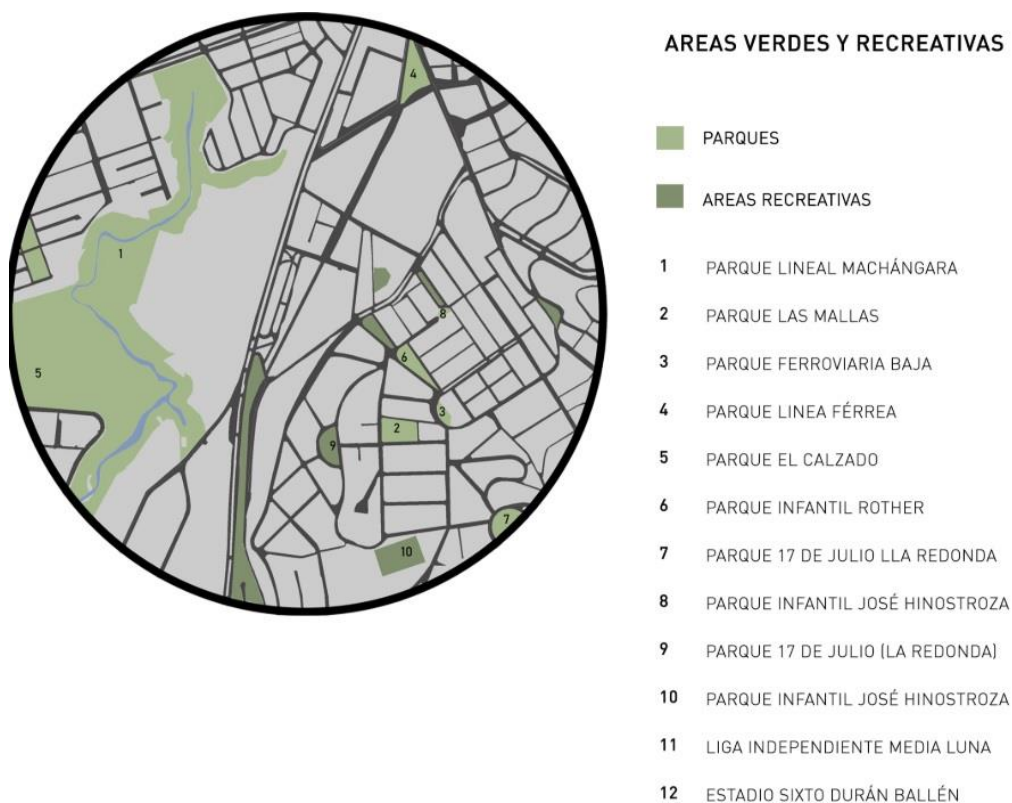 AREAS VERDES Y RECREATIVAS
PARQUES
AREAS RECREATIVAS
1 PARQUE LINEAL MACHÁNGARA
2 PARQUE LAS MALLAS
3 PARQUE FERROVIARIA BAJA
4 PARQUE LINEA FÉRREA
5 PARQUE EL CALZADO
6 PARQUE INFANTIL ROTHER
7 PARQUE 17 DE JULIO LLA REDONDA
8 PARQUE INFANTIL JOSÉ HINOSTROZA
9 PARQUE 17 DE JULIO (LA REDONDA)
10 PARQUE INFANTIL JOSÉ HINOSTROZA
11 LIGA INDEPENDIENTE MEDIA LUNA
12 ESTADIO SIXTO DURÁN BALLÉN
4
1
8
6
5
3
2
9
7
10